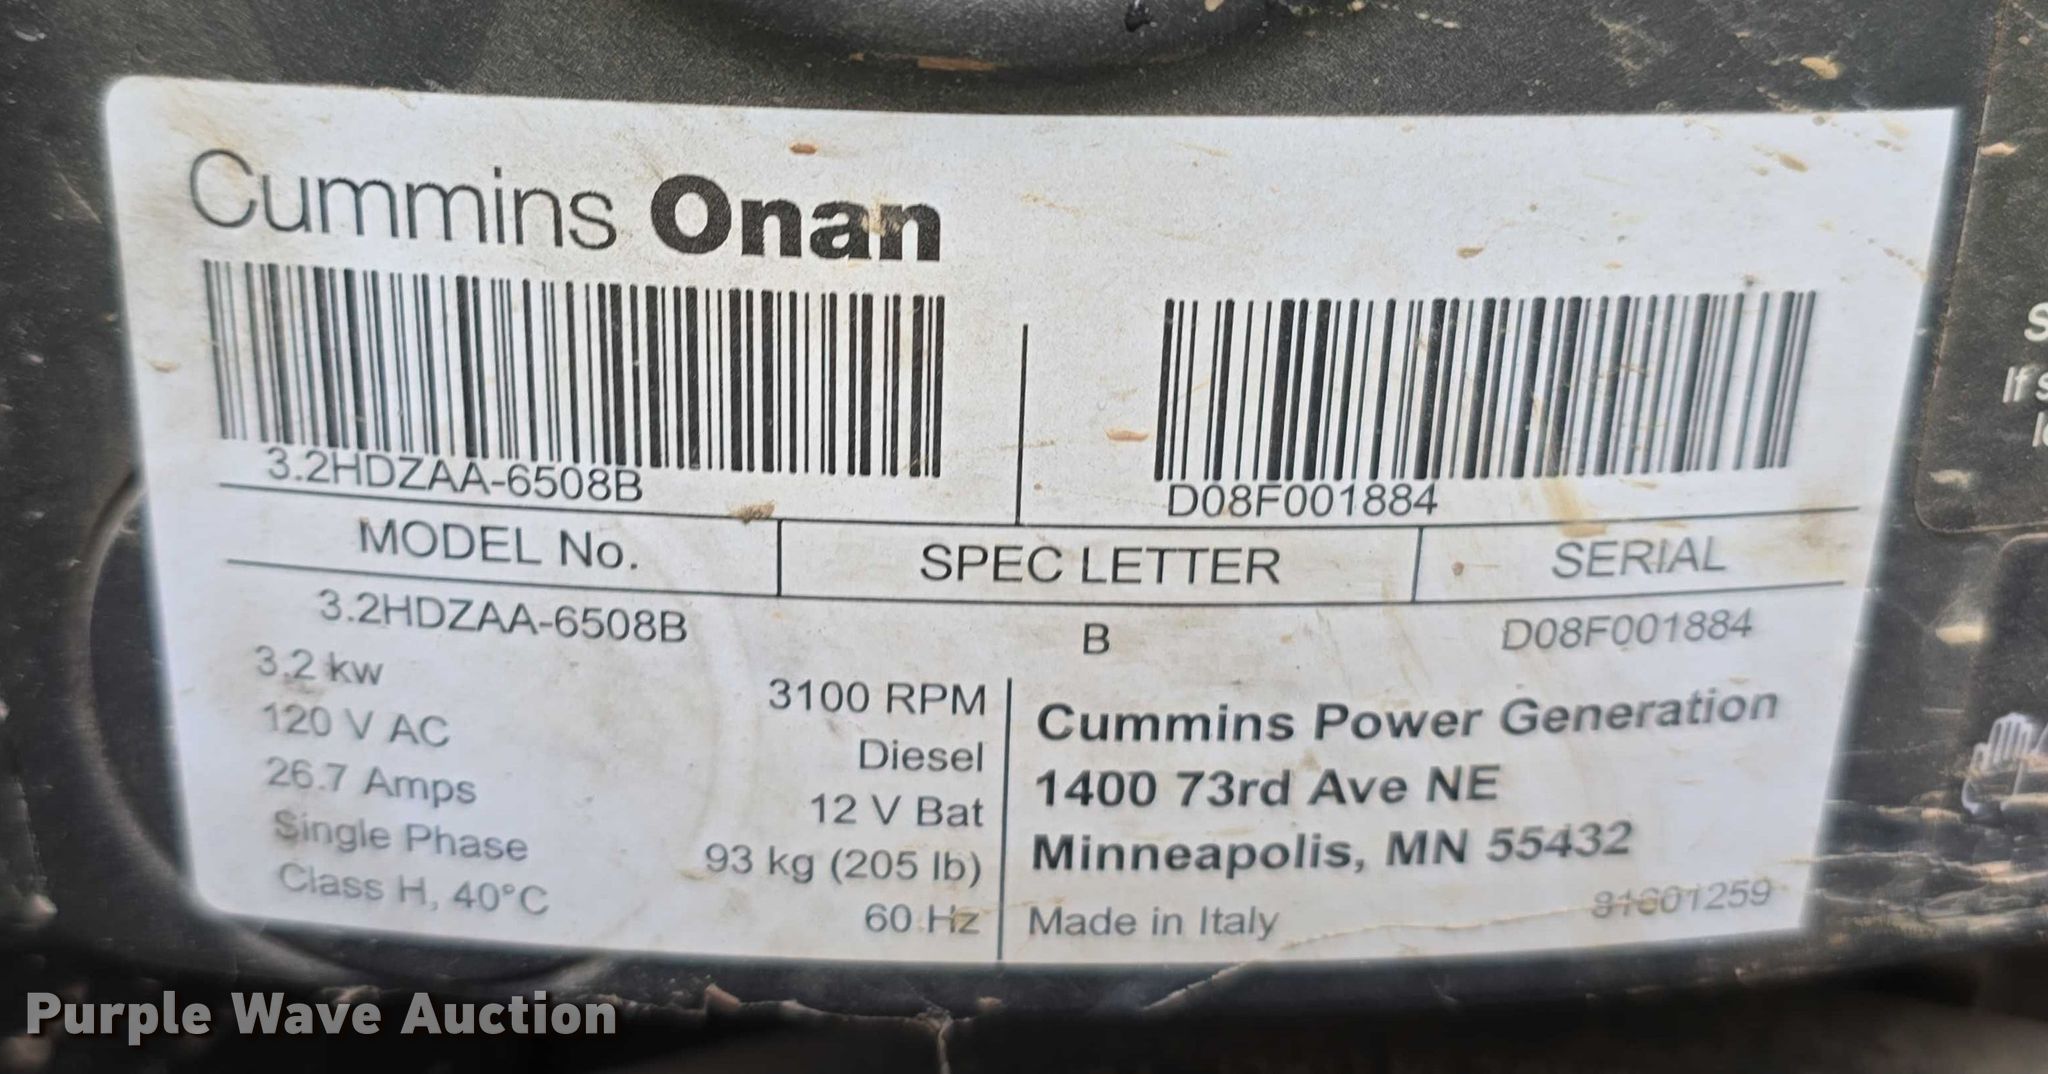 Cummins Onan
3.2HDZAA-6508B
D08F001884
MODEL No.
SPEC LETTER
SERIAL
3.2HDZAA-6508B
B
D08F001884
3.2 kw
120 V AC
26.7 Amps
Single Phase
Class H, 40°C
3100 RPM
Diesel
12 V Bat
93 kg (205 lb)
60 Hz
Cummins Power Generation
1400 73rd Ave NE
Minneapolis, MN 55432
Made in Italy
If
Purple Wave Auction